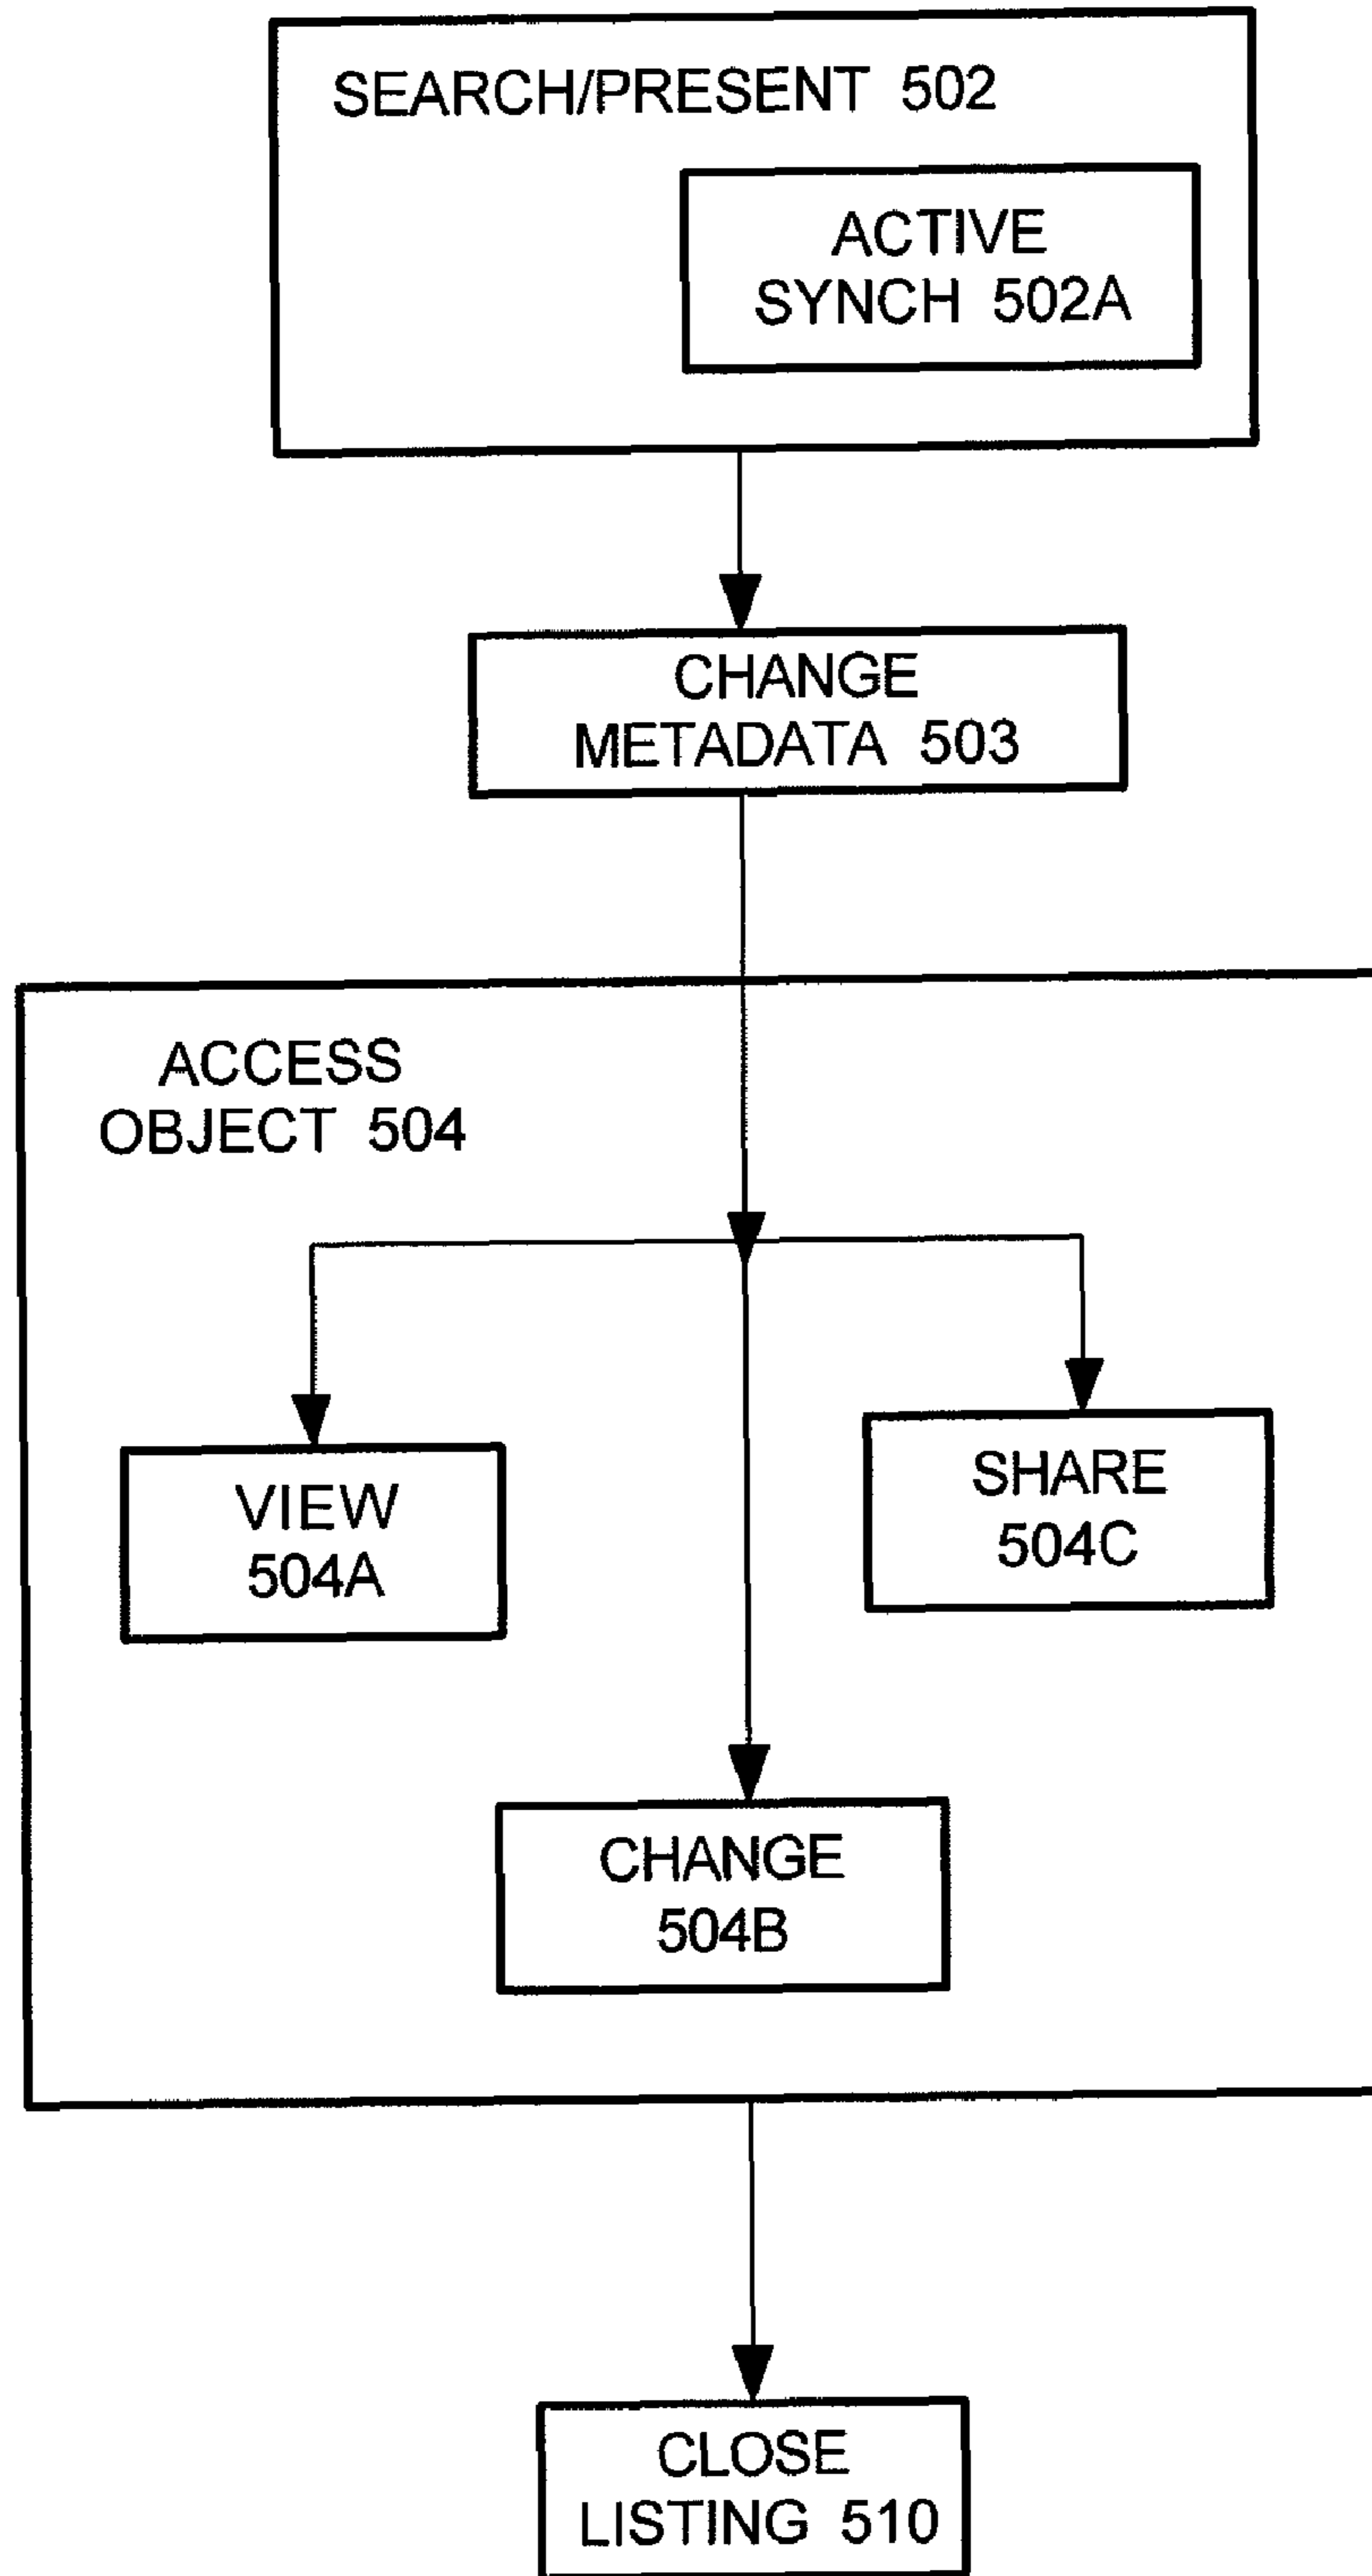 SEARCH/PRESENT 502
ACTIVE
SYNCH 502A
CHANGE
METADATA 503
ACCESS
OBJECT 504
VIEW
504A
SHARE
504C
CHANGE
504B
CLOSE
LISTING 510